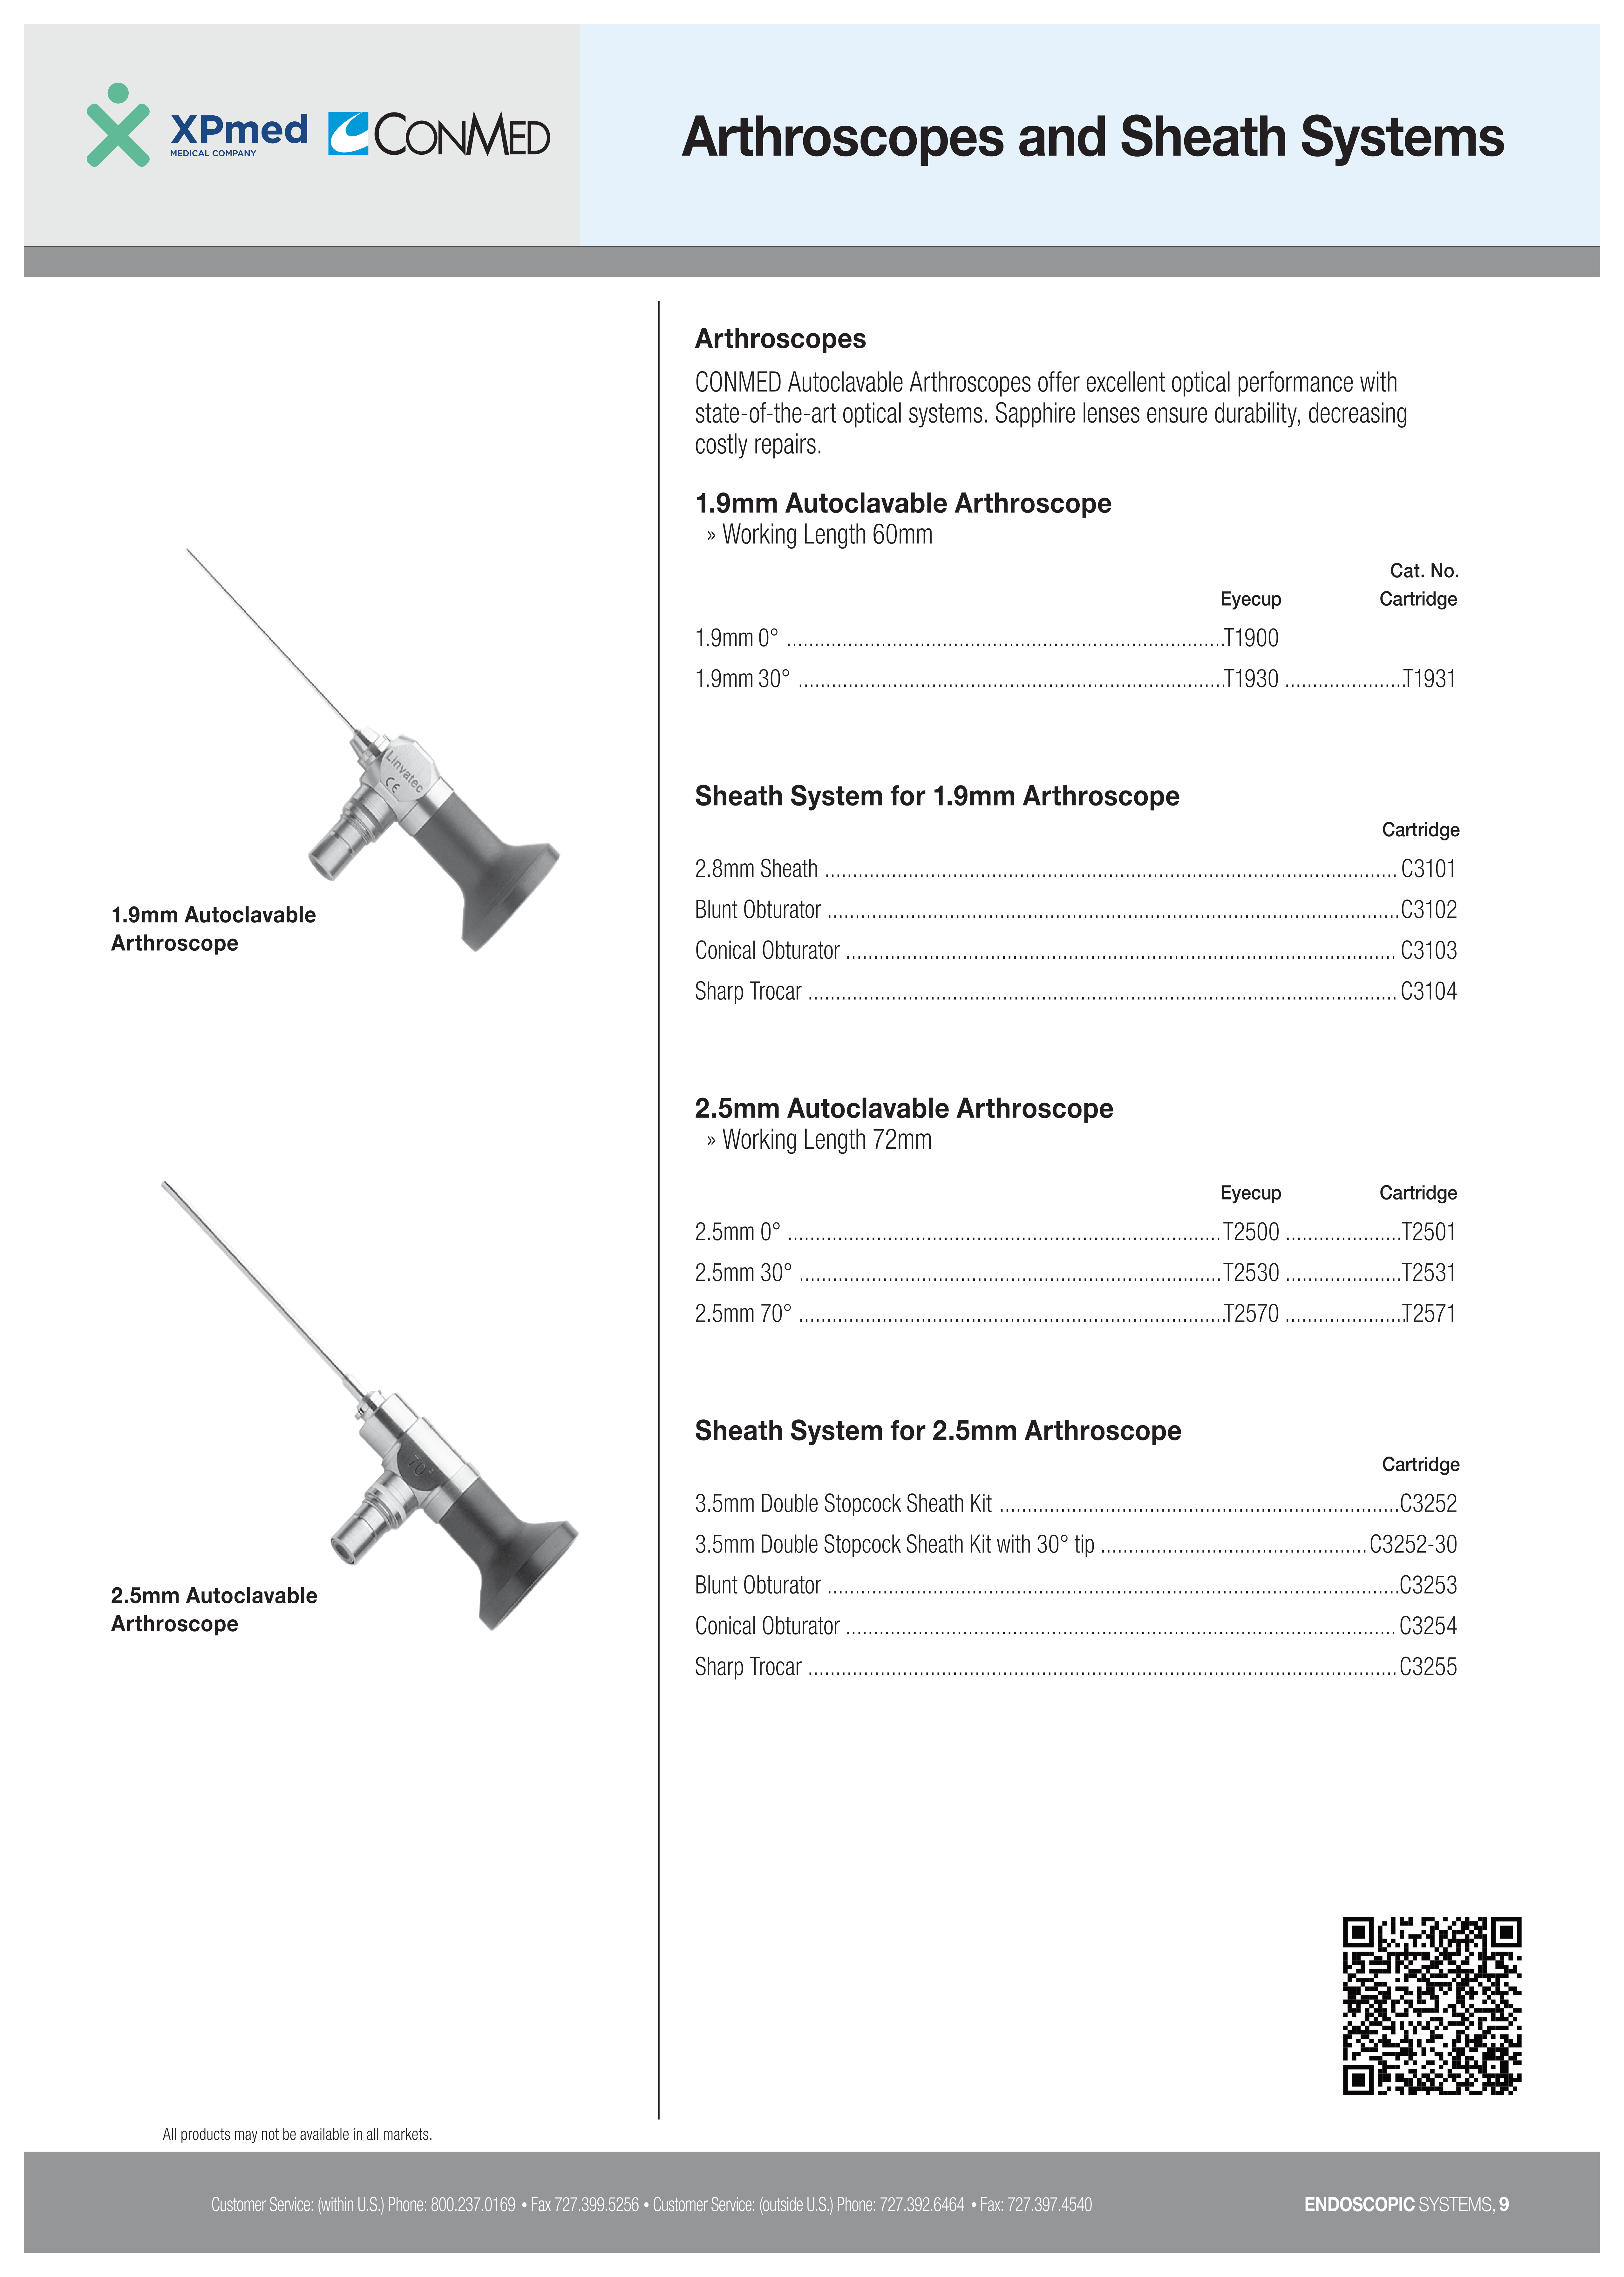 XPmed
MEDICAL COMPANY
CONMED
Arthroscopes and Sheath Systems
Arthroscopes
CONMED Autoclavable Arthroscopes offer excellent optical performance with
state-of-the-art optical systems. Sapphire lenses ensure durability, decreasing
costly repairs.
1.9mm Autoclavable Arthroscope
» Working Length 60mm
Cat. No.
Eyecup Cartridge
1.9mm 0° ........ T1900
1.9mm 30° ........ T1930 ........ T1931
Linvatec
CE
1.9mm Autoclavable
Arthroscope
Sheath System for 1.9mm Arthroscope
Cartridge
2.8mm Sheath ........ C3101
Blunt Obturator ........ C3102
Conical Obturator ........ C3103
Sharp Trocar ........ C3104
2.5mm Autoclavable Arthroscope
» Working Length 72mm
Eyecup Cartridge
2.5mm 0° ........ T2500 ........ T2501
2.5mm 30° ........ T2530 ........ T2531
2.5mm 70° ........ T2570 ........ T2571
70°
2.5mm Autoclavable
Arthroscope
Sheath System for 2.5mm Arthroscope
Cartridge
3.5mm Double Stopcock Sheath Kit ........ C3252
3.5mm Double Stopcock Sheath Kit with 30° tip ........ C3252-30
Blunt Obturator ........ C3253
Conical Obturator ........ C3254
Sharp Trocar ........ C3255
All products may not be available in all markets.
Customer Service: (within U.S.) Phone: 800.237.0169 • Fax 727.399.5256 • Customer Service: (outside U.S.) Phone: 727.392.6464 • Fax: 727.397.4540
ENDOSCOPIC SYSTEMS, 9